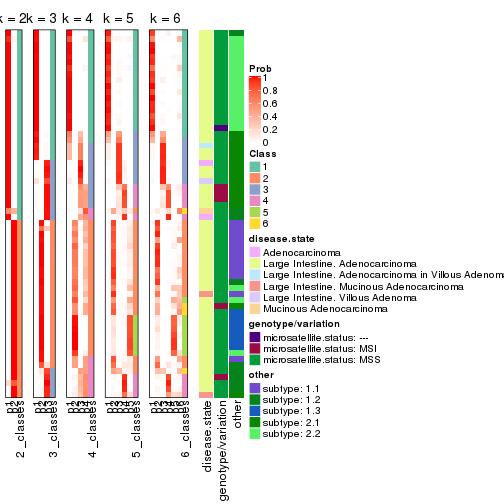 k = 2
k = 3
k = 4
k = 5
k = 6
Prob
1
0.8
0.6
0.4
0.2
0
Class
1
2
3
4
5
6
disease.state
Adenocarcinoma
Large Intestine. Adenocarcinoma
Large Intestine. Adenocarcinoma in Villous Adenom
Large Intestine. Mucinous Adenocarcinoma
Large Intestine. Villous Adenoma
Mucinous Adenocarcinoma
genotype/variation
microsatellite.status: ---
microsatellite.status: MSI
microsatellite.status: MSS
other
subtype: 1.1
subtype: 1.2
subtype: 1.3
subtype: 2.1
subtype: 2.2
2_classes
3_classes
4_classes
5_classes
6_classes
disease.state
genotype/variation
other